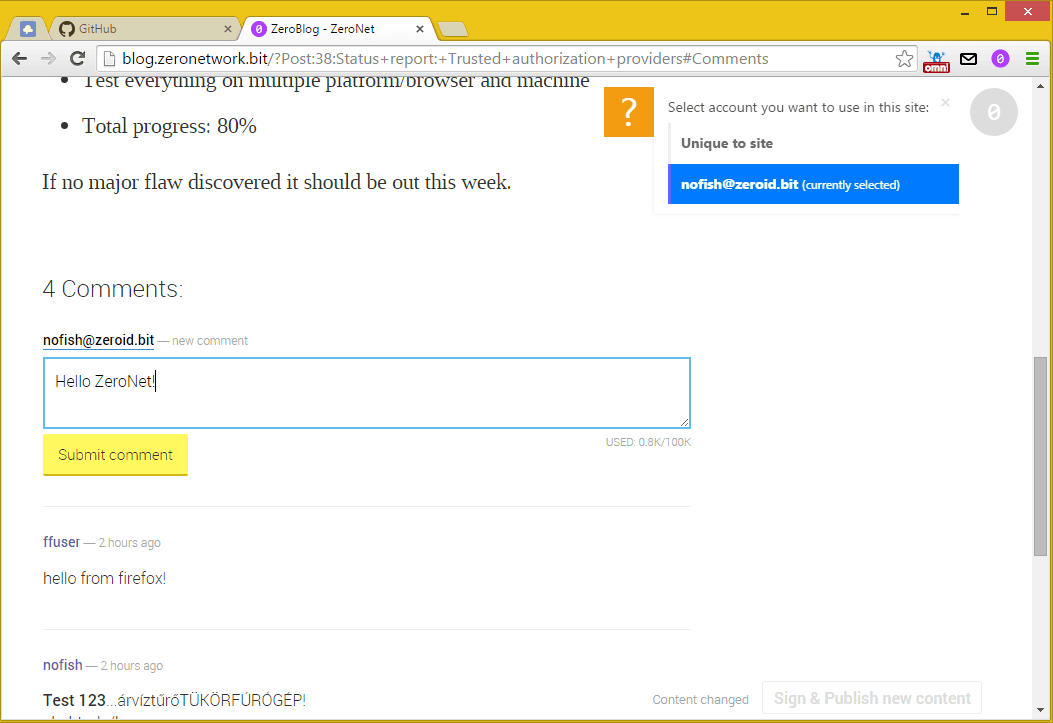 GitHub
ZeroBlog - ZeroNet
blog.zeronetwork.bit/?Post:38:Status+report:+Trusted+authorization+providers#Comments
omni
0
Test everything on multiple platform/browser and machine
Total progress: 80%
If no major flaw discovered it should be out this week.
?
Select account you want to use in this site:
Unique to site
nofish@zeroid.bit (currently selected)
0
4 Comments:
nofish@zeroid.bit — new comment
Hello ZeroNet!
USED: 0.8K/100K
Submit comment
ffuser — 2 hours ago
hello from firefox!
nofish — 2 hours ago
Test 123...árvíztűrőTÜKÖRFÚRÓGÉP!
Content changed
Sign & Publish new content